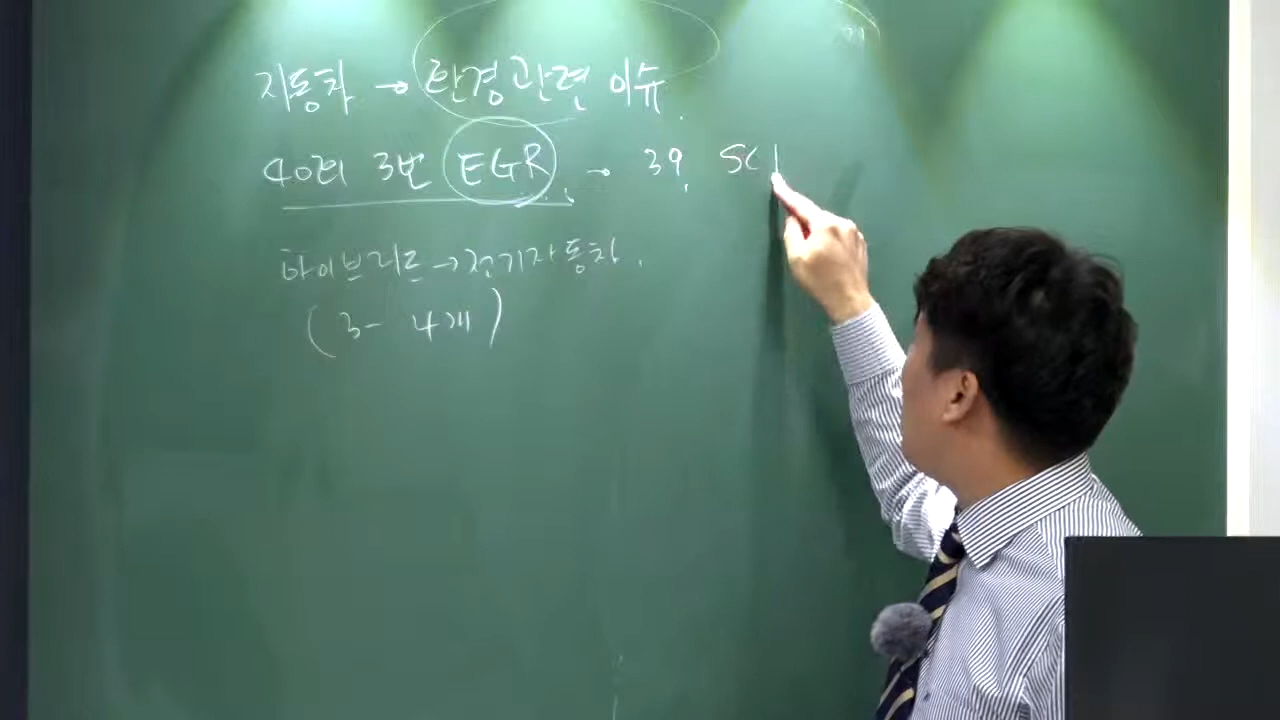 자동차 → 환경관련 이슈.
40회 3번 EGR. → 39. SC
하이브리드 → 전기자동차.
(3- 4개)